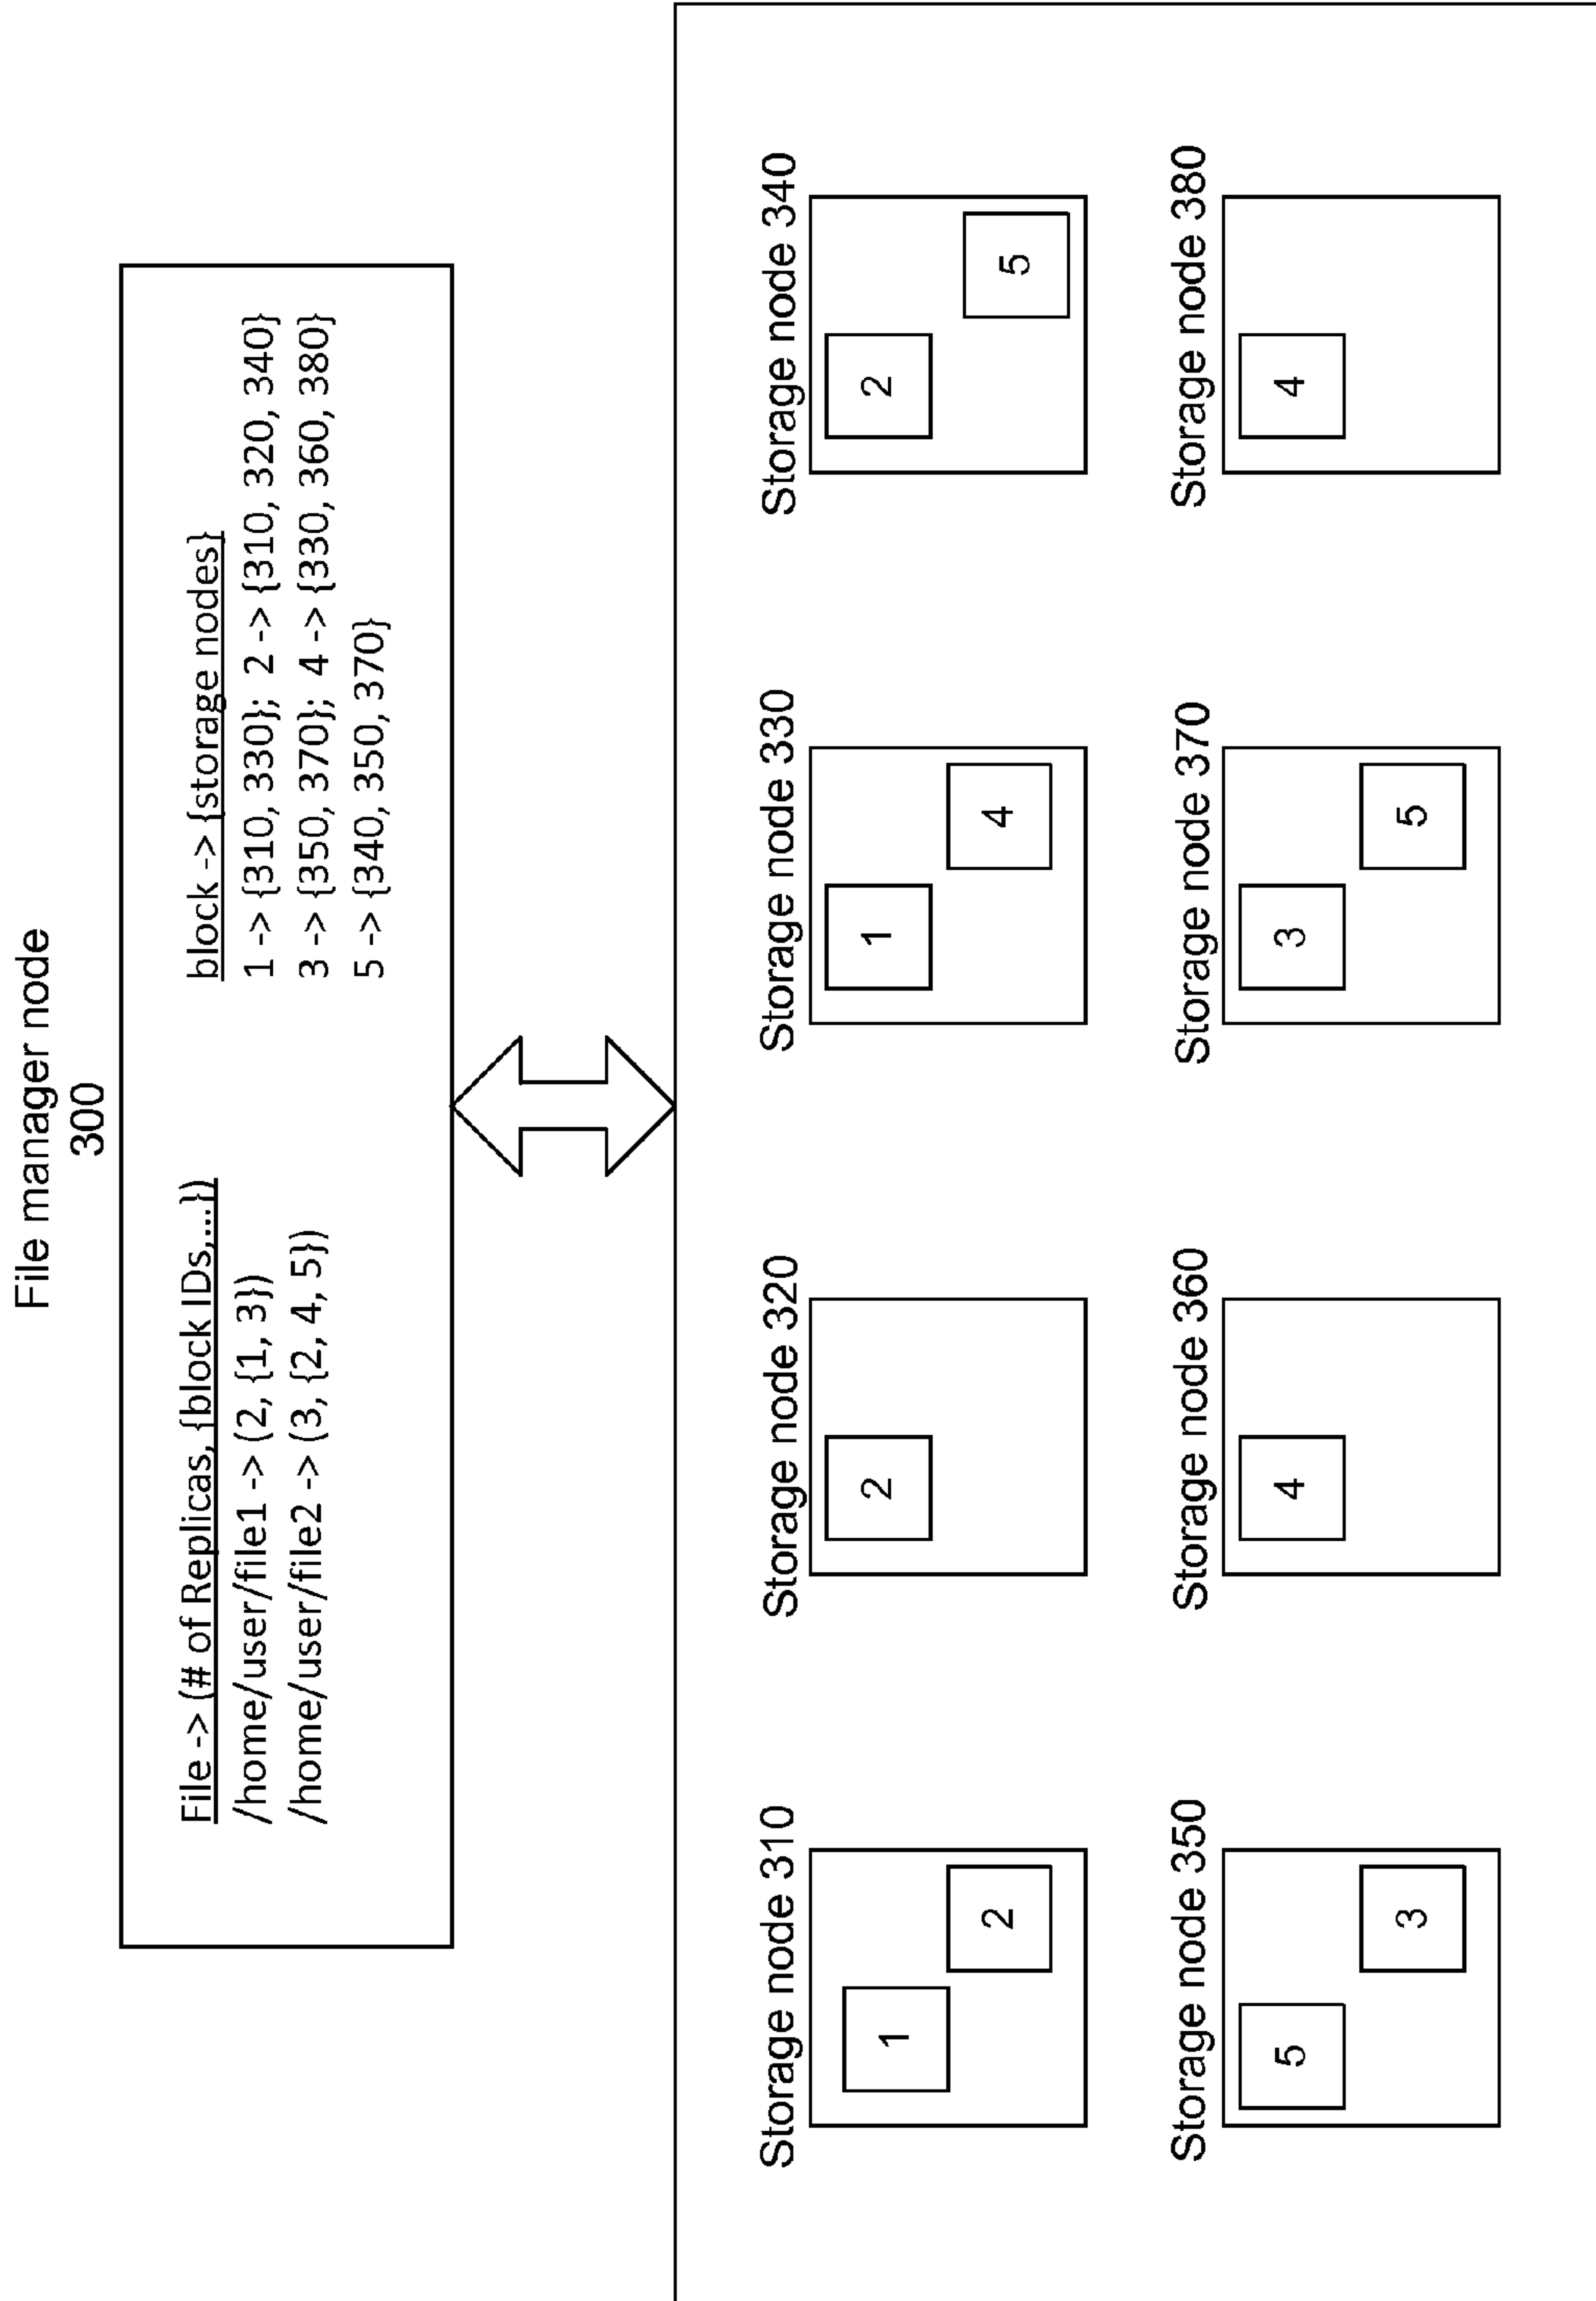 File manager node
300
File -> (# of Replicas, {block IDs,...})
/home/user/file1 -> (2, {1, 3})
/home/user/file2 -> (3, {2, 4, 5})
block -> {storage nodes}
1 -> {310, 330};  2 -> {310, 320, 340}
3 -> {350, 370};  4 -> {330, 360, 380}
5 -> {340, 350, 370}
Storage node 310
1
2
Storage node 320
2
Storage node 330
1
4
Storage node 340
2
5
Storage node 350
5
3
Storage node 360
4
Storage node 370
3
5
Storage node 380
4